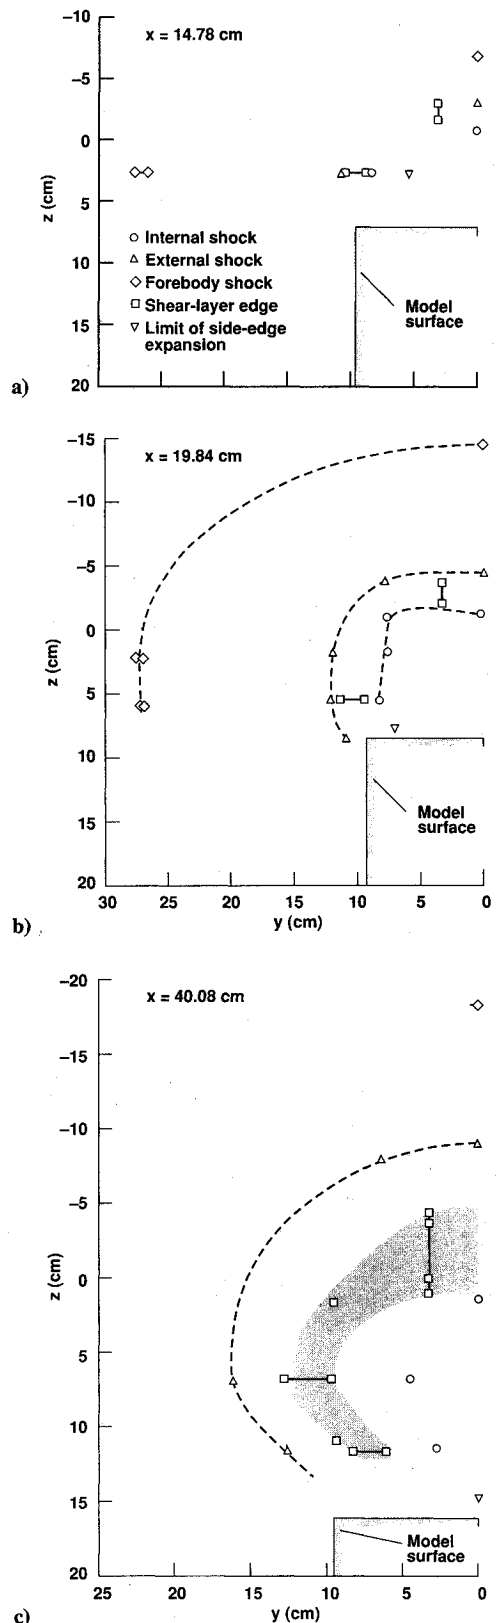 x = 14.78 cm
-10
-5
0
5
10
15
20
z (cm)
Internal shock
External shock
Forebody shock
Shear-layer edge
Limit of side-edge
expansion
Model
surface
a)
x = 19.84 cm
-15
-10
-5
0
5
10
15
20
z (cm)
Model
surface
30 25 20 15 10 5 0
y (cm)
b)
x = 40.08 cm
-20
-15
-10
-5
0
5
10
15
20
z (cm)
Model
surface
25 20 15 10 5 0
y (cm)
c)